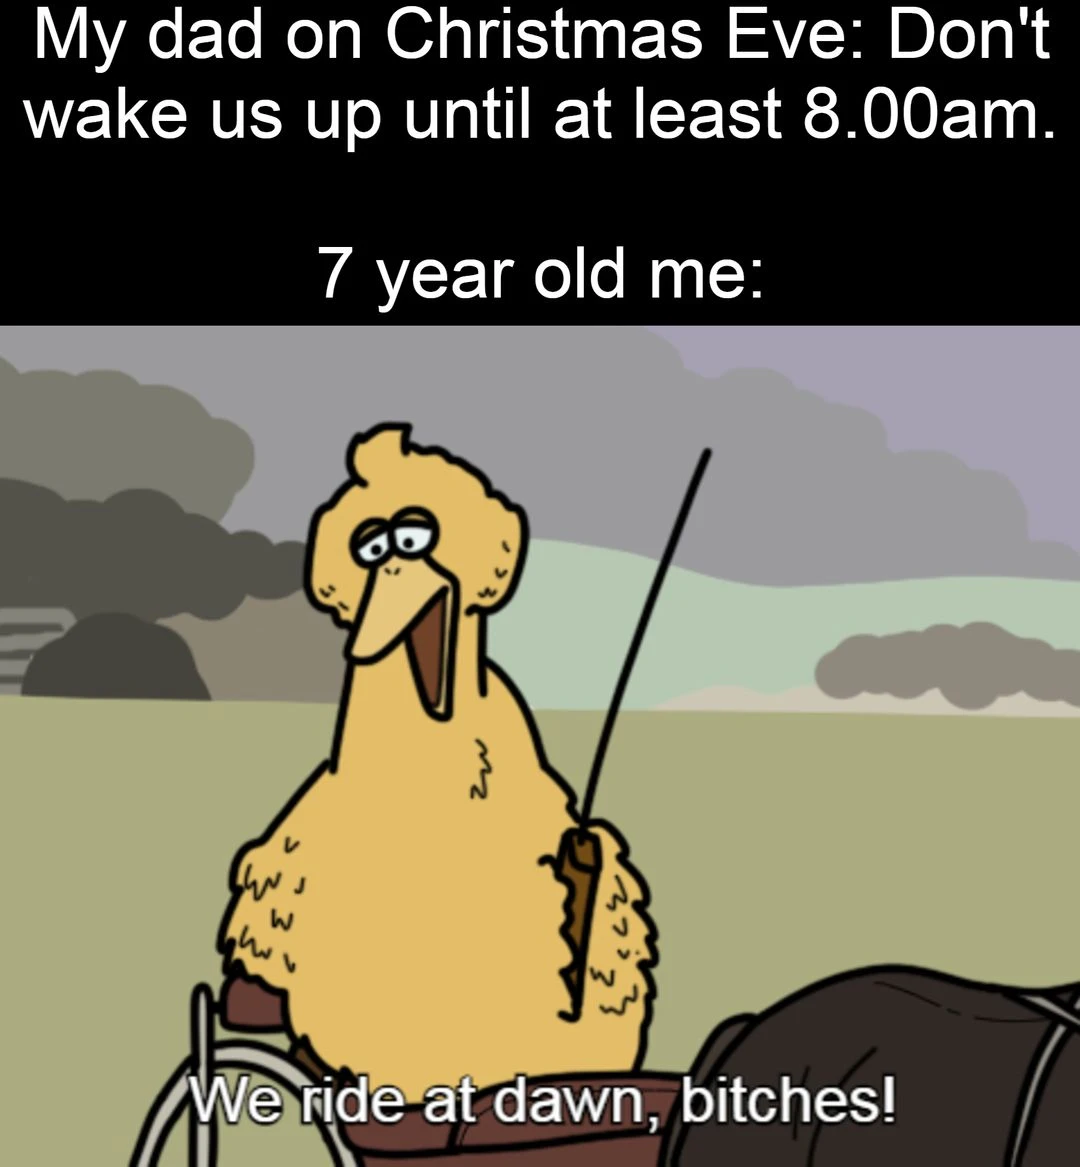 My dad on Christmas Eve: Don't
wake us up until at least 8.00am.
7 year old me:
We ride at dawn, bitches!